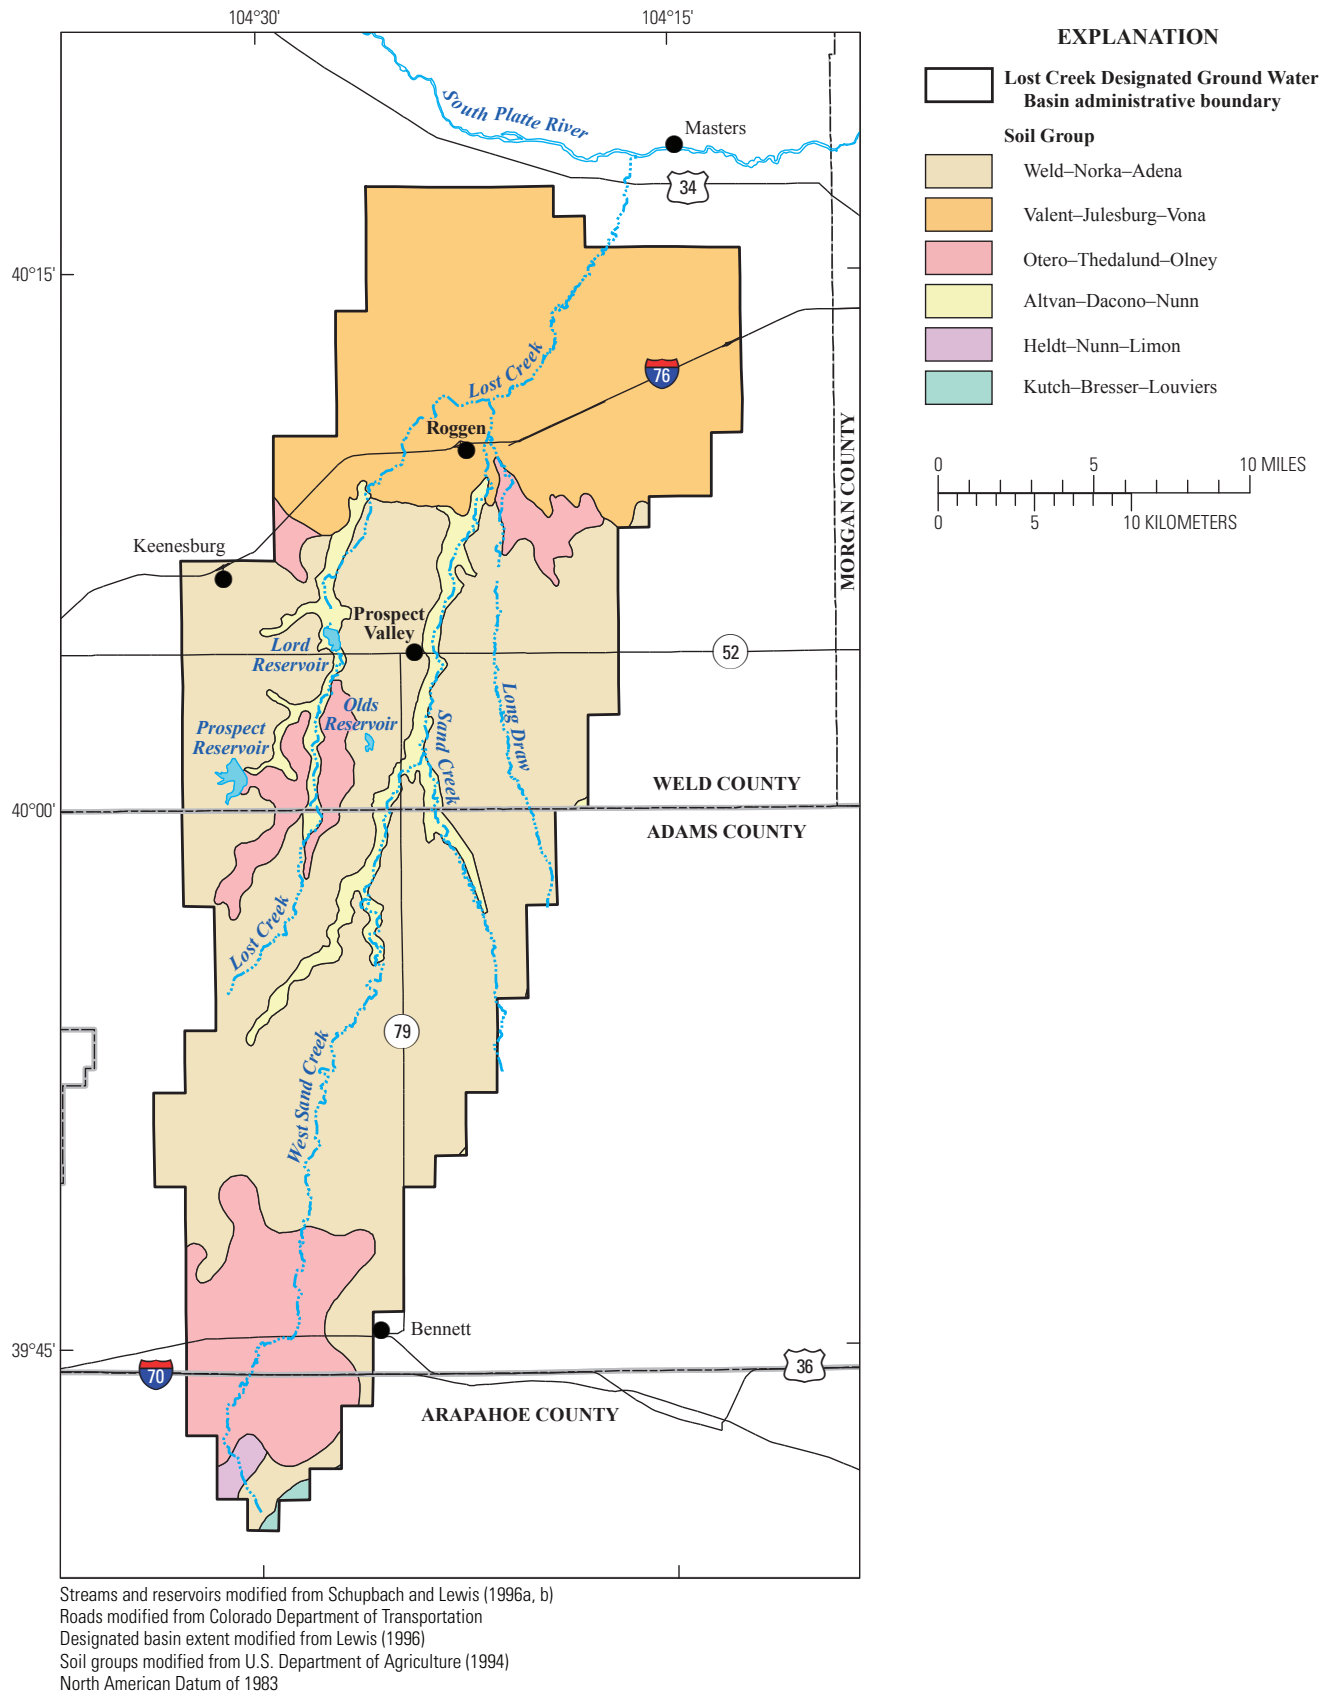 104°30'
104°15'
South Platte River
Masters
34
40°15'
Lost Creek
76
Roggen
Keenesburg
Prospect
Valley
Lord
Reservoir
52
Olds
Reservoir
Prospect
Reservoir
Sand Creek
Long Draw
MORGAN COUNTY
WELD COUNTY
40°00'
ADAMS COUNTY
Lost Creek
79
West Sand Creek
Bennett
39°45'
70
36
ARAPAHOE COUNTY
EXPLANATION
Lost Creek Designated Ground Water
Basin administrative boundary
Soil Group
Weld–Norka–Adena
Valent–Julesburg–Vona
Otero–Thedalund–Olney
Altvan–Dacono–Nunn
Heldt–Nunn–Limon
Kutch–Bresser–Louviers
0 5 10 MILES
0 5 10 KILOMETERS
Streams and reservoirs modified from Schupbach and Lewis (1996a, b)
Roads modified from Colorado Department of Transportation
Designated basin extent modified from Lewis (1996)
Soil groups modified from U.S. Department of Agriculture (1994)
North American Datum of 1983